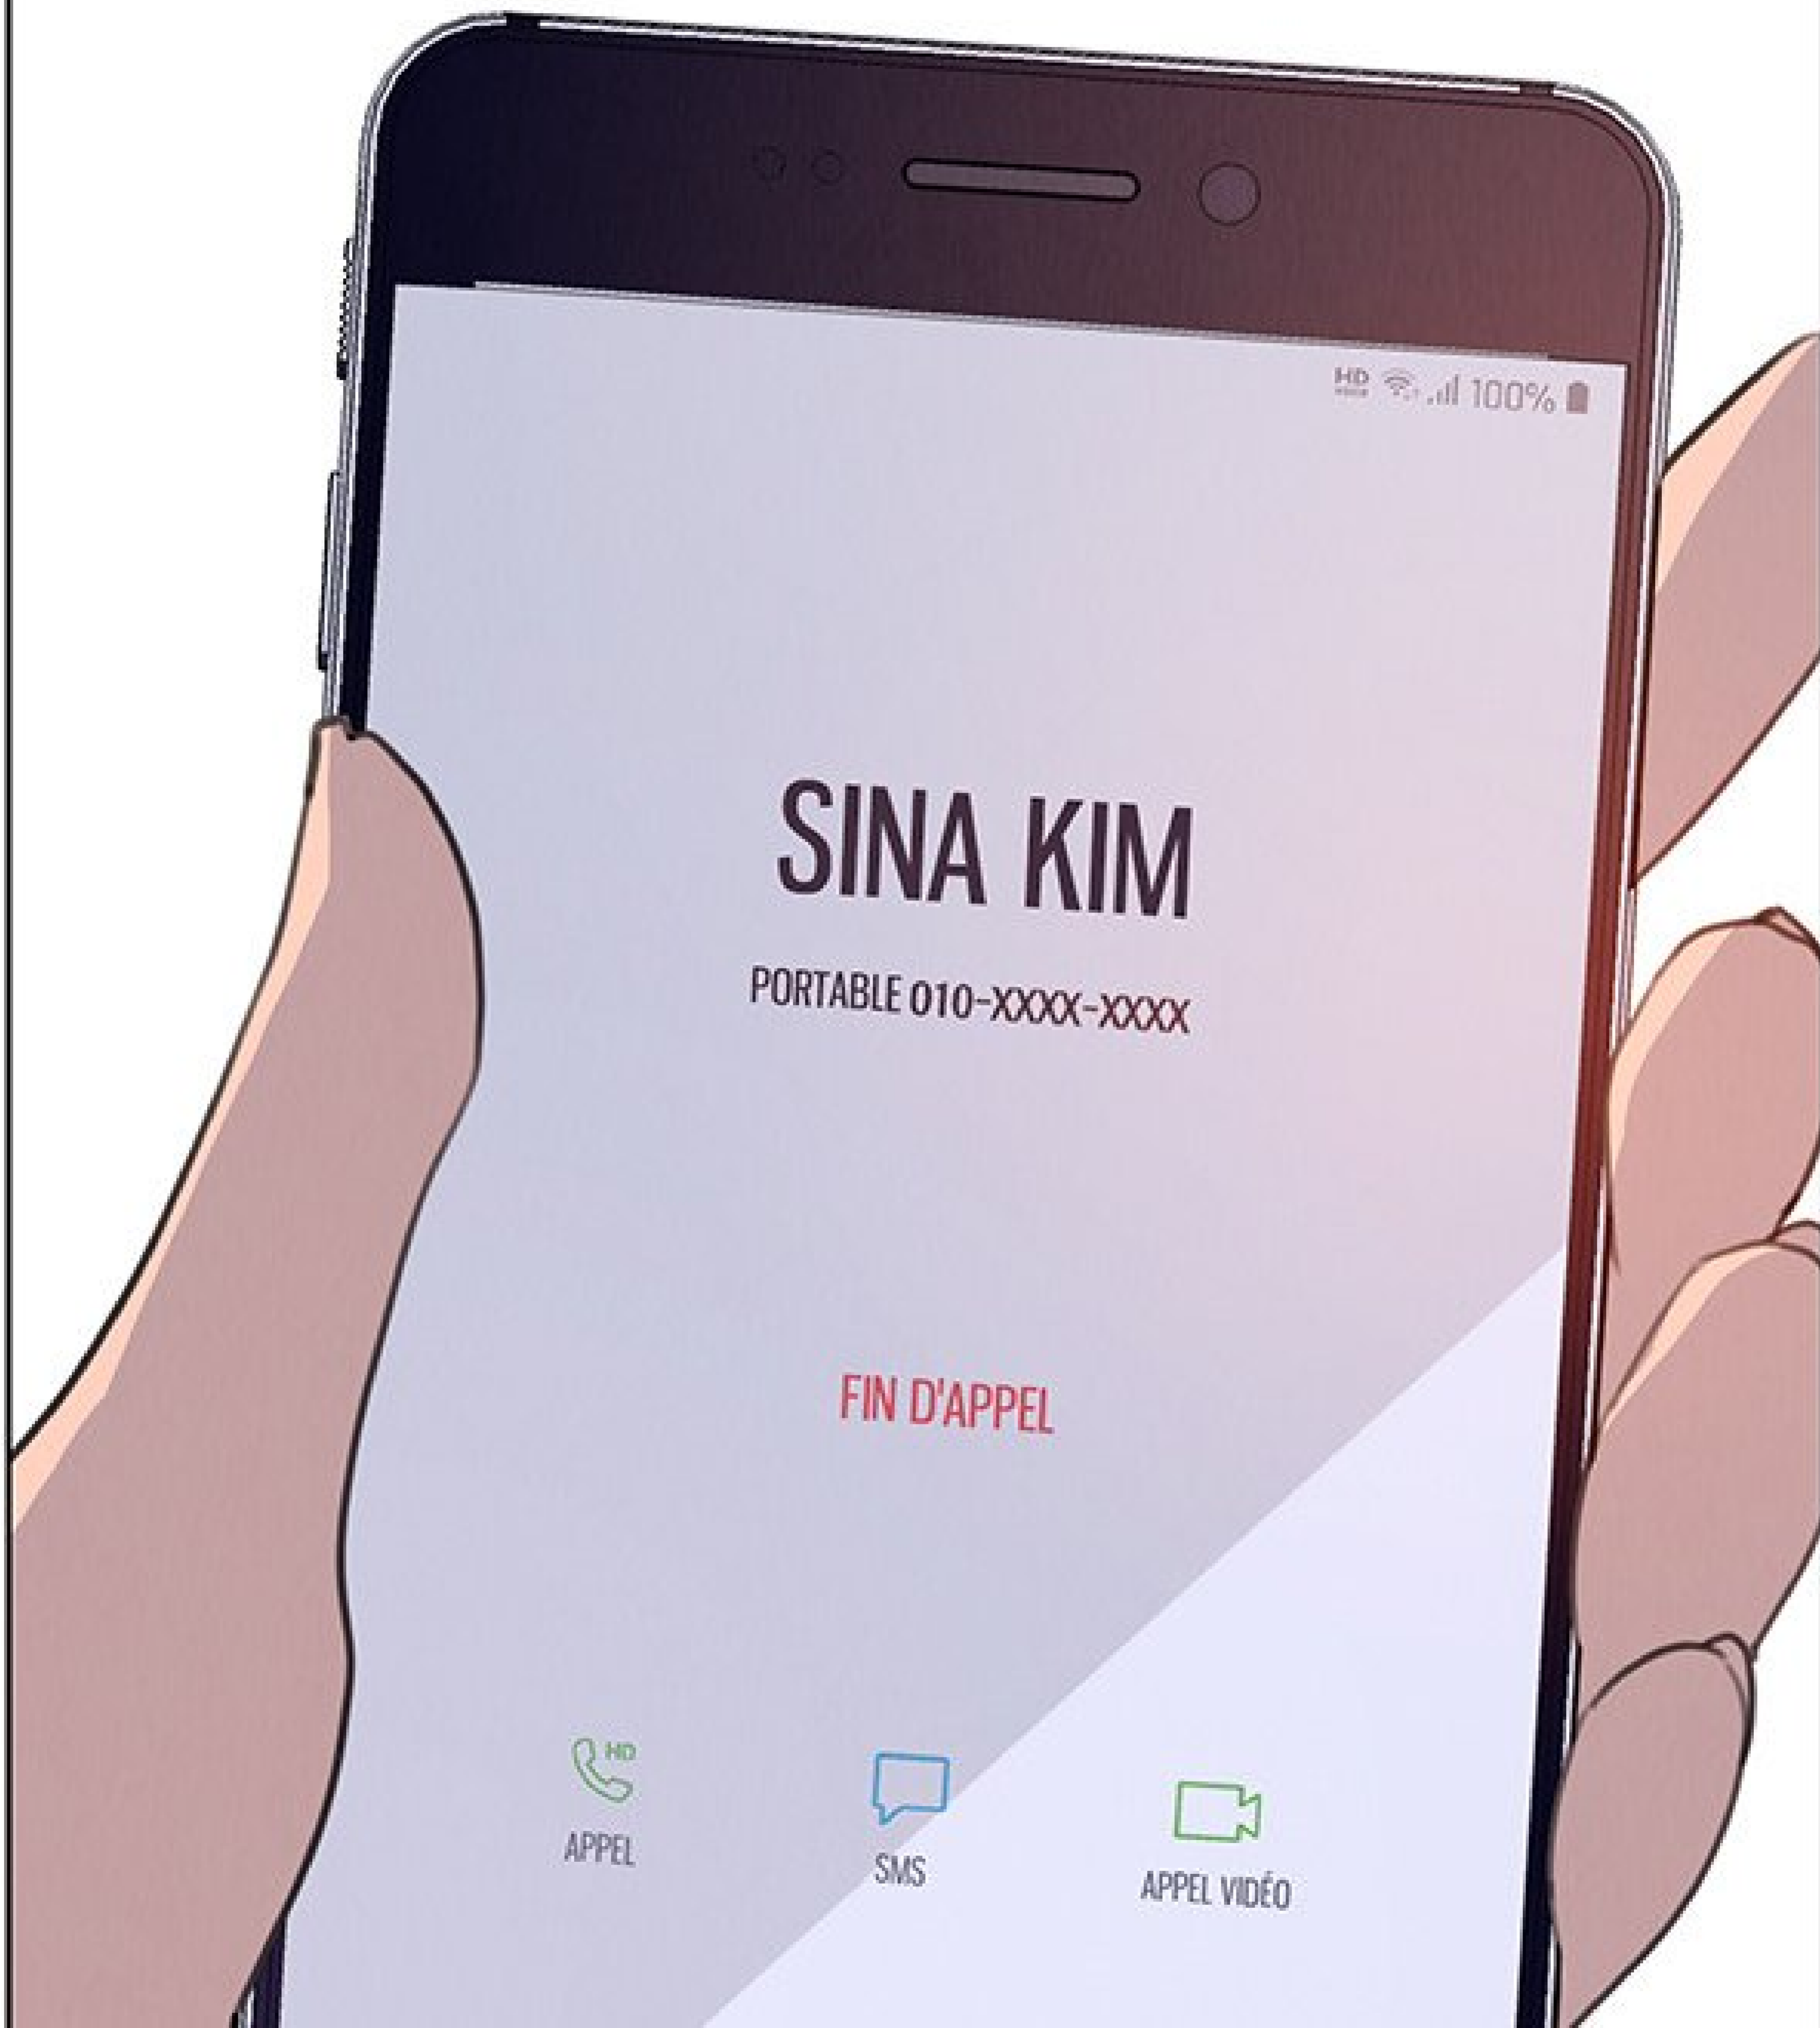 HD
100%
SINA KIM
PORTABLE 010-XXXX-XXXX
FIN D'APPEL
HD
APPEL
SMS
APPEL VIDÉO